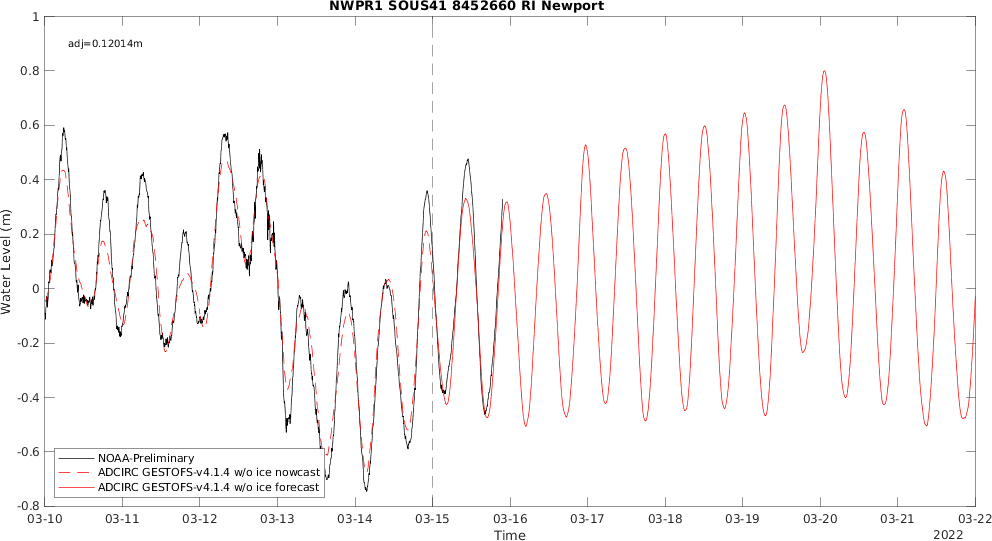 NWPR1 SOUS41 8452660 RI Newport
adj=0.12014m
1
0.8
0.6
0.4
0.2
0
-0.2
-0.4
-0.6
-0.8
Water Level (m)
NOAA-Preliminary
ADCIRC GESTOFS-v4.1.4 w/o ice nowcast
ADCIRC GESTOFS-v4.1.4 w/o ice forecast
03-10 03-11 03-12 03-13 03-14 03-15 03-16 03-17 03-18 03-19 03-20 03-21 03-22
Time
2022